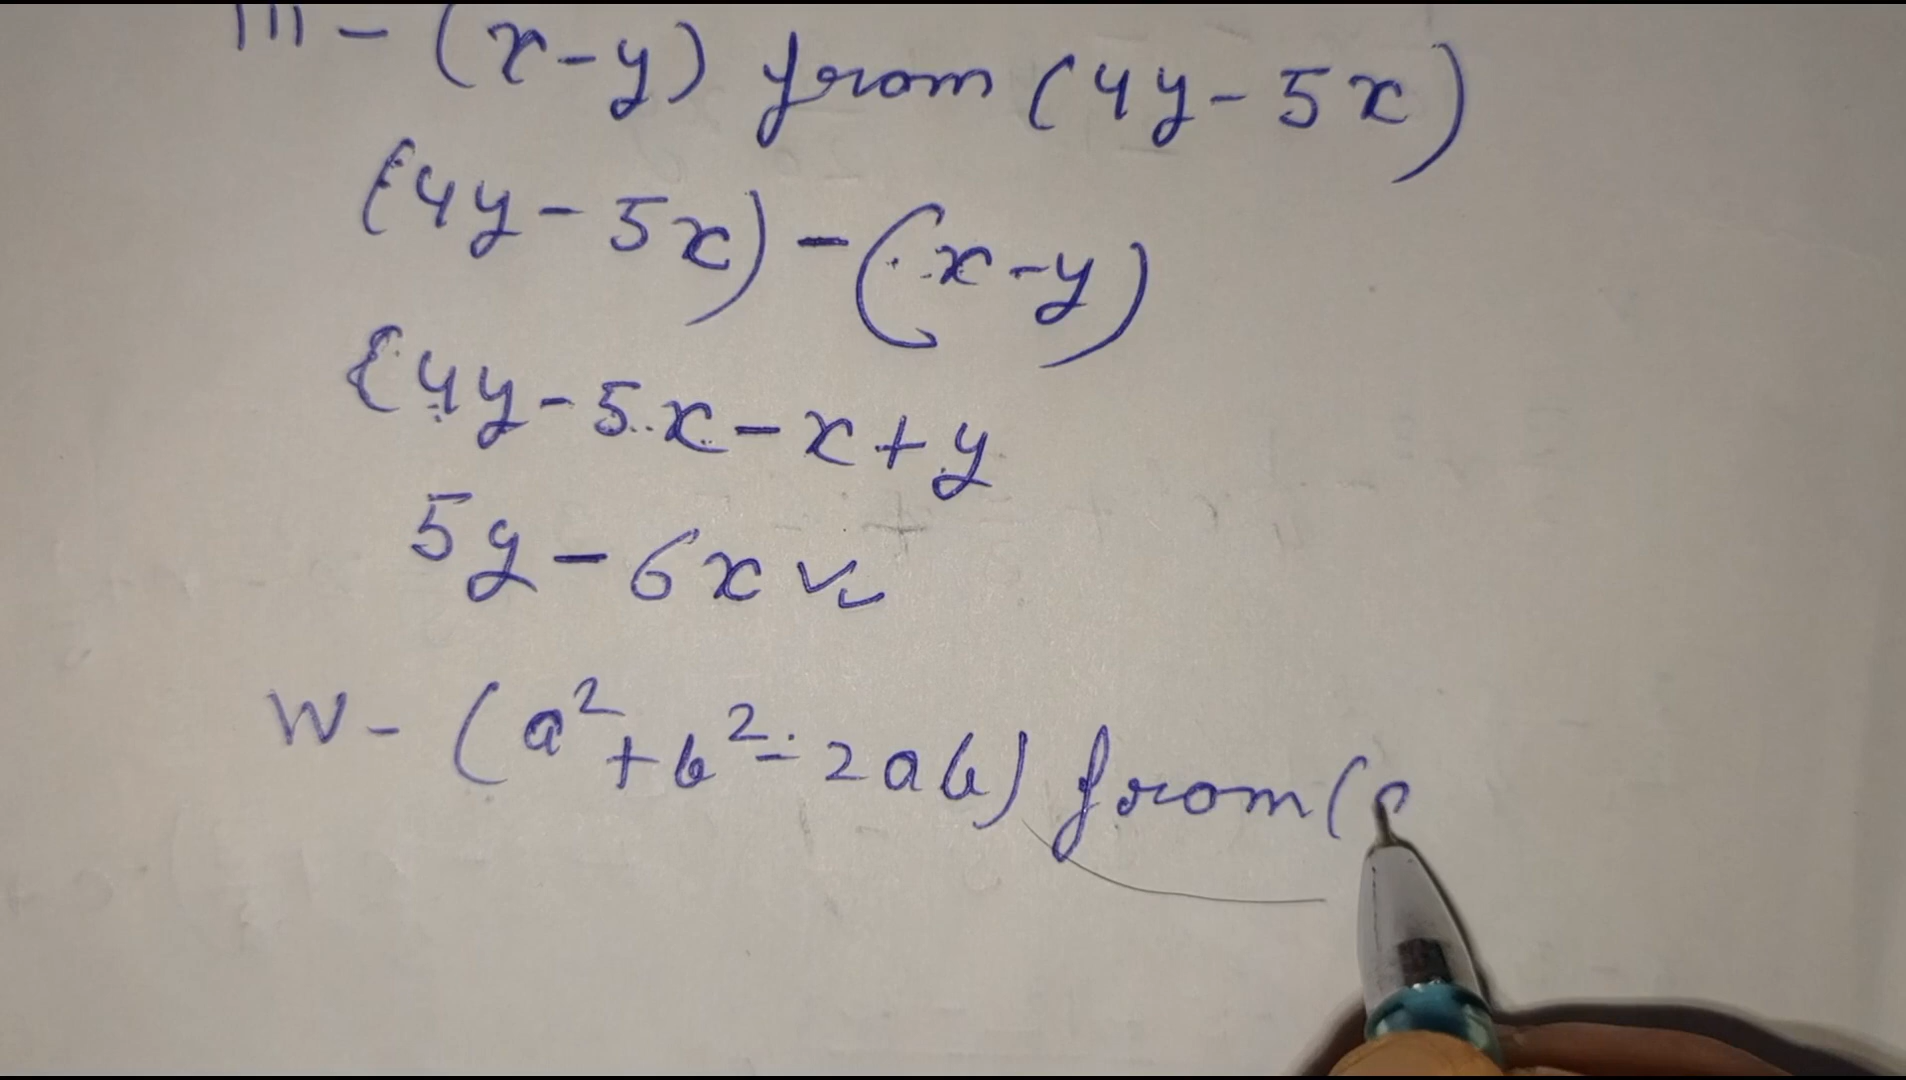 III - (x-y) from (4y-5x)
(4y-5x)-(x-y)
{4y-5x-x+y
5y-6x
IV - (a²+b²-2ab) from (